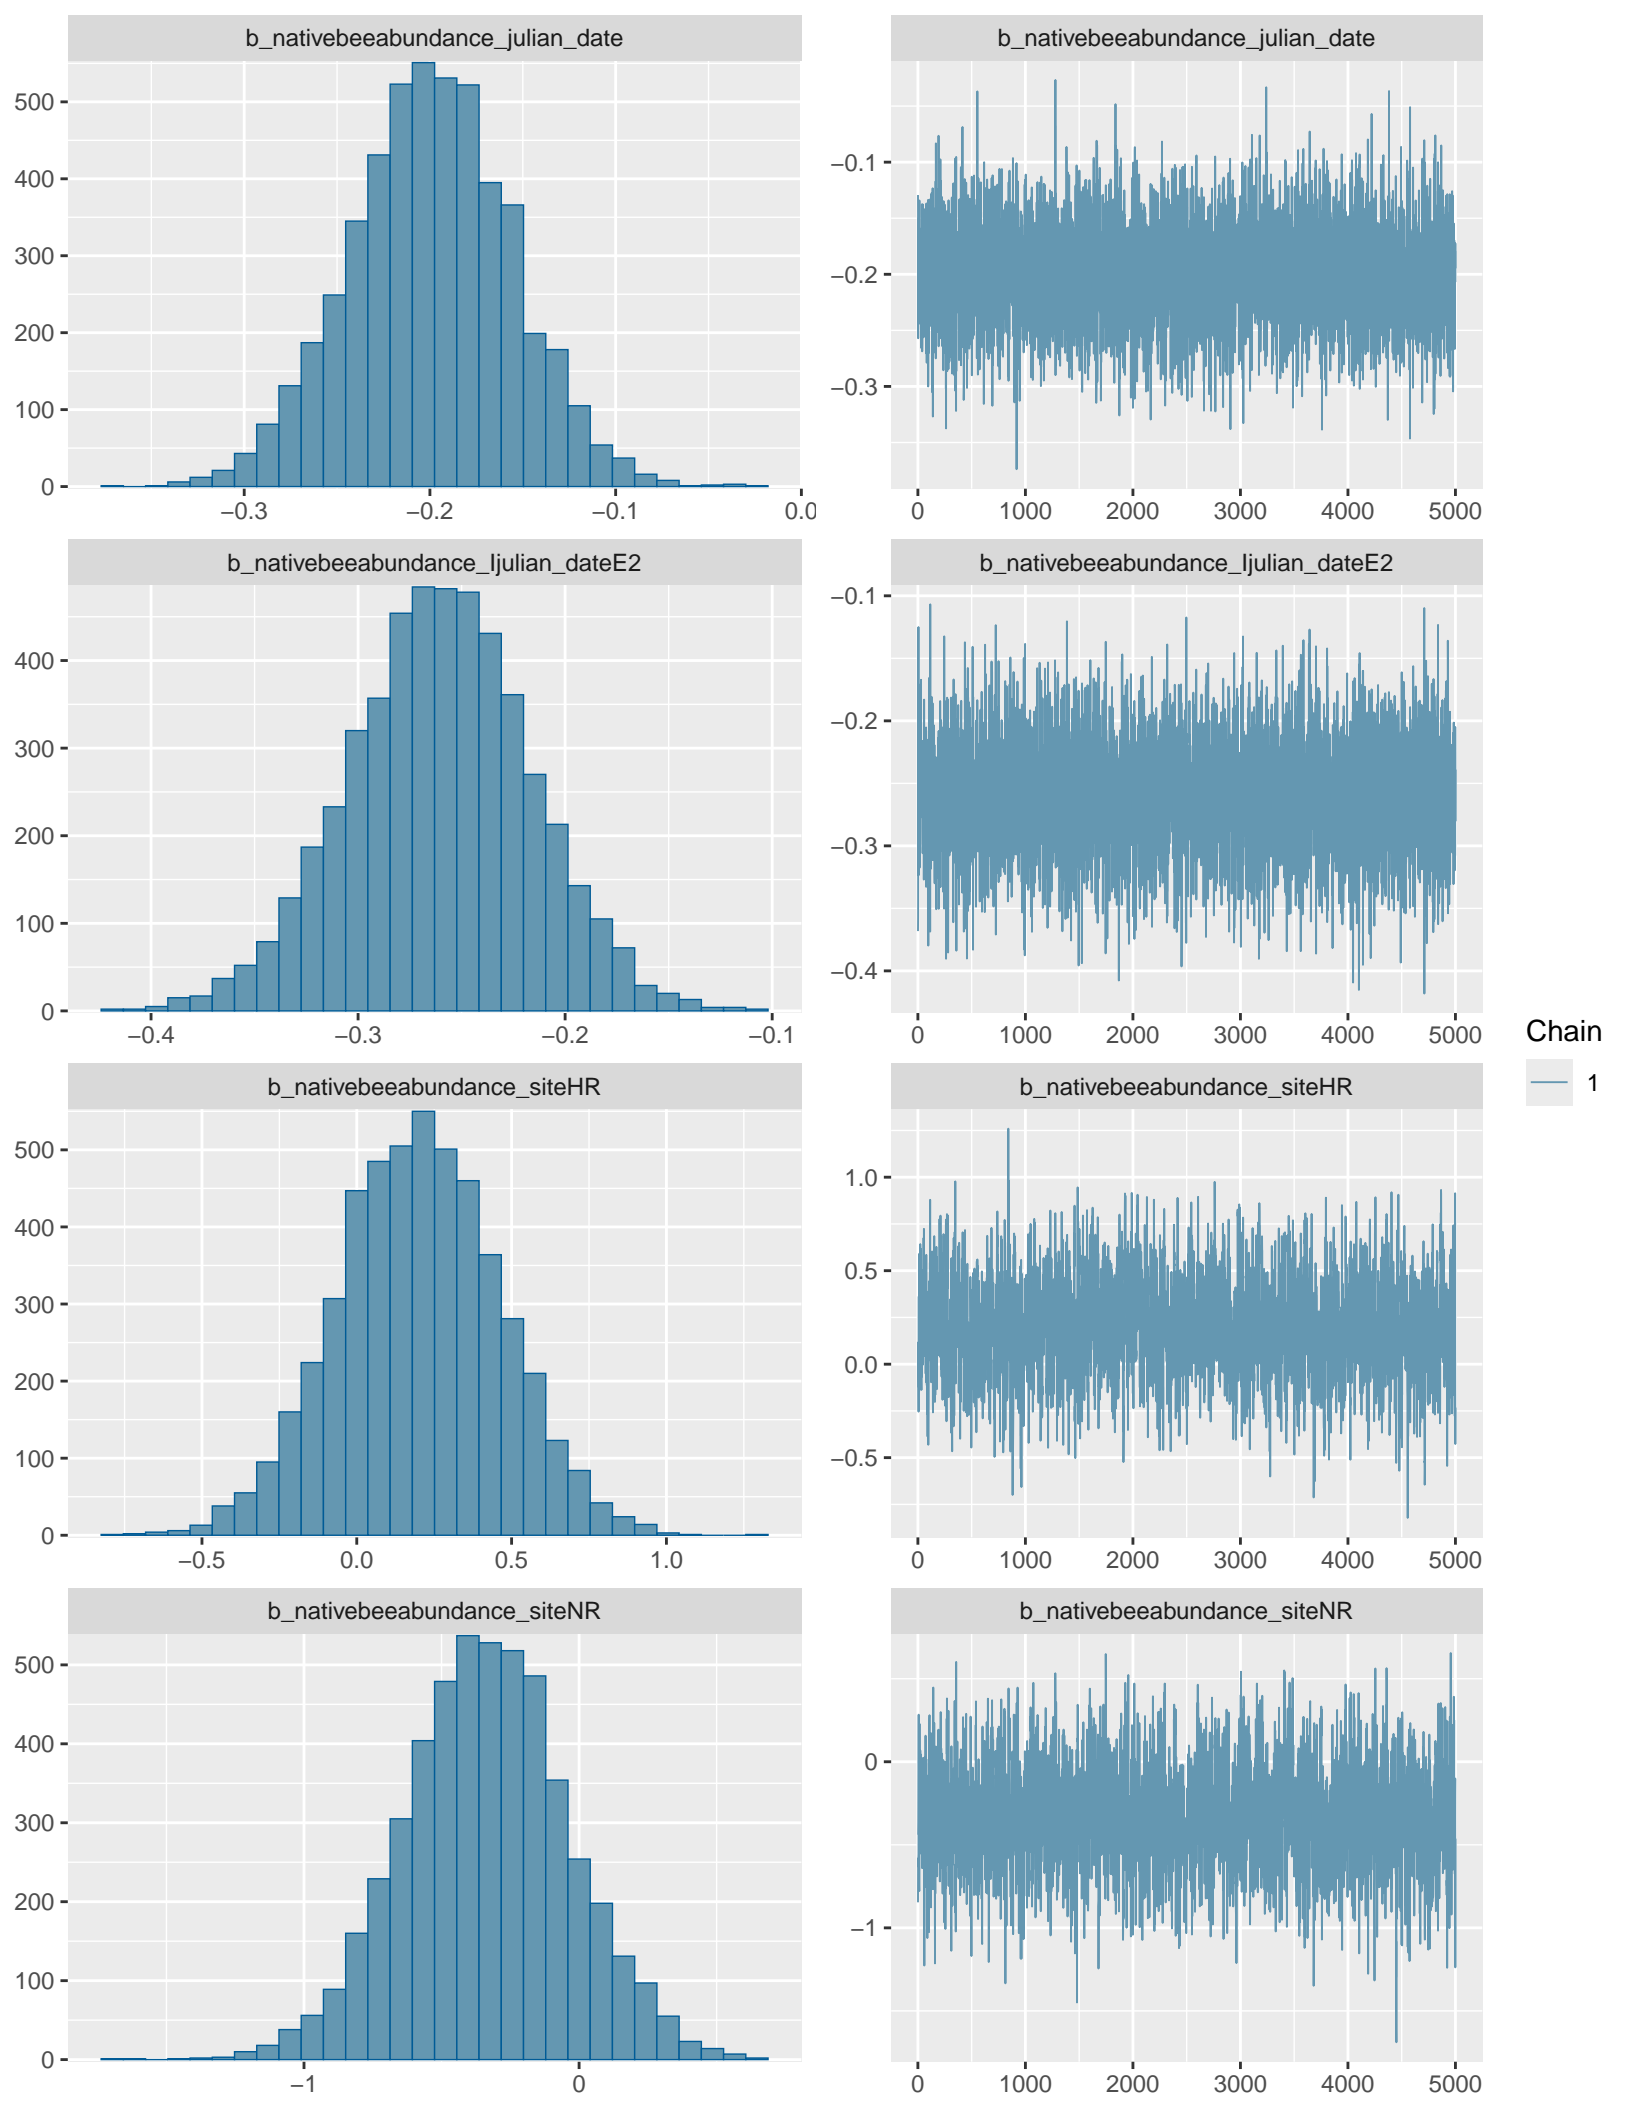 b_nativebeeabundance_julian_date
500
400
300
200
100
0
−0.3 −0.2 −0.1 0.0
b_nativebeeabundance_julian_date
−0.1
−0.2
−0.3
0 1000 2000 3000 4000 5000
b_nativebeeabundance_Ijulian_dateE2
400
300
200
100
0
−0.4 −0.3 −0.2 −0.1
b_nativebeeabundance_Ijulian_dateE2
−0.1
−0.2
−0.3
−0.4
0 1000 2000 3000 4000 5000
b_nativebeeabundance_siteHR
500
400
300
200
100
0
−0.5 0.0 0.5 1.0
b_nativebeeabundance_siteHR
1.0
0.5
0.0
−0.5
0 1000 2000 3000 4000 5000
b_nativebeeabundance_siteNR
500
400
300
200
100
0
−1 0
b_nativebeeabundance_siteNR
0
−1
0 1000 2000 3000 4000 5000
Chain
1